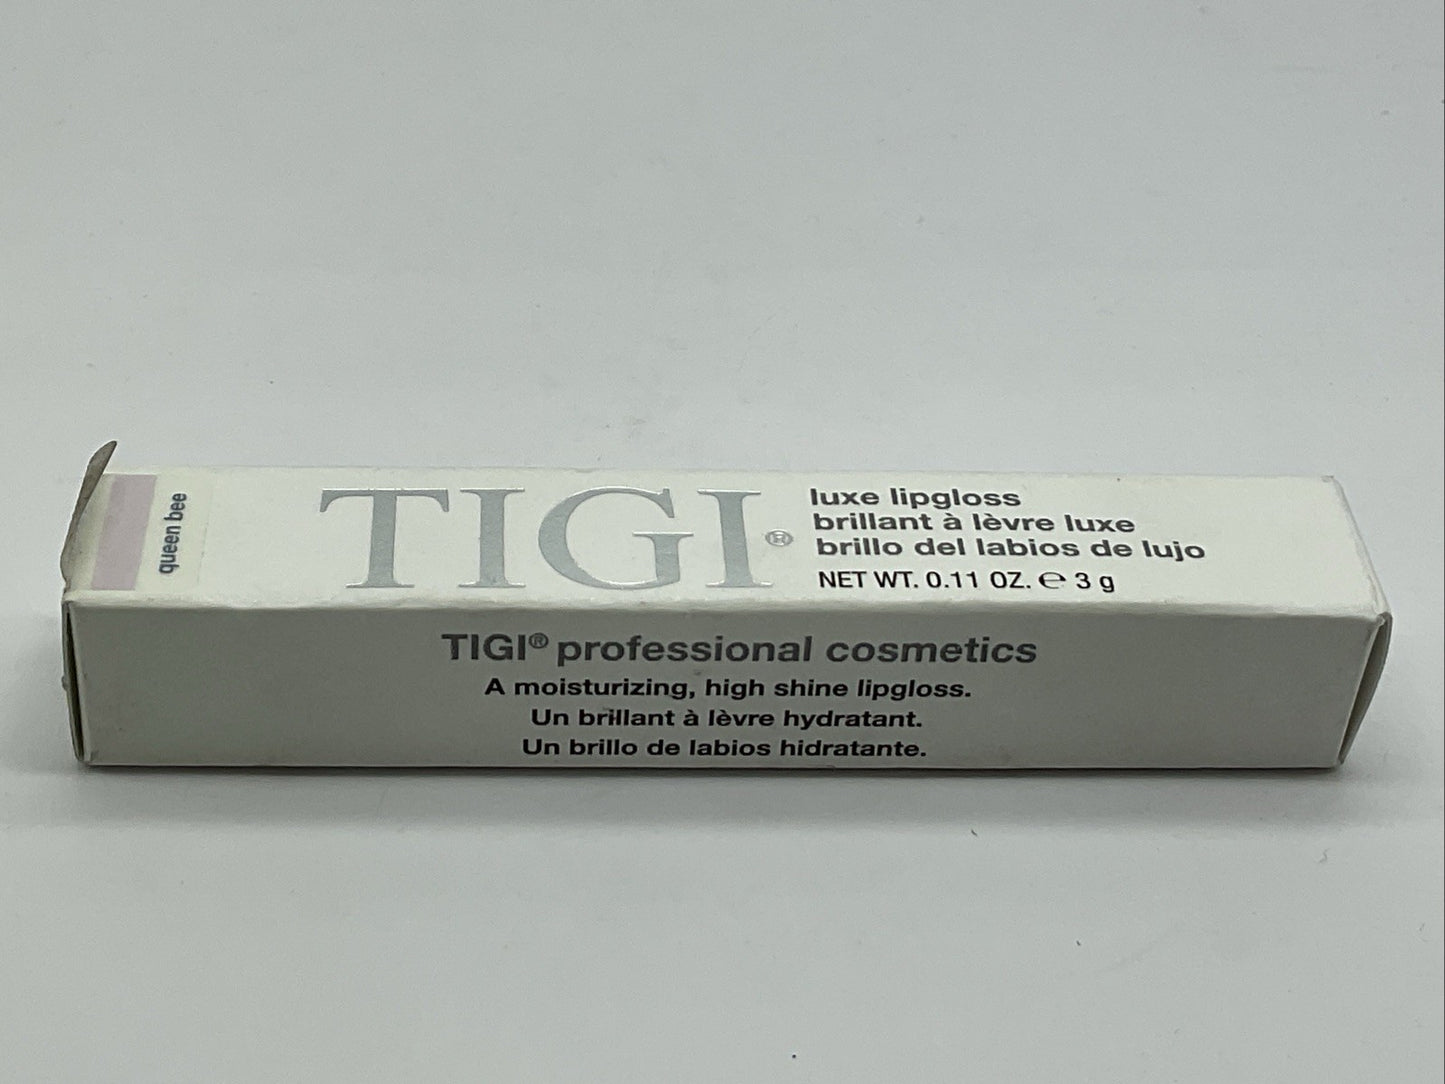 queen bee
TIGI®
luxe lipgloss
brillant à lèvre luxe
brillo del labios de lujo
NET WT. 0.11 OZ. ℮ 3 g
TIGI® professional cosmetics
A moisturizing, high shine lipgloss.
Un brillant à lèvre hydratant.
Un brillo de labios hidratante.